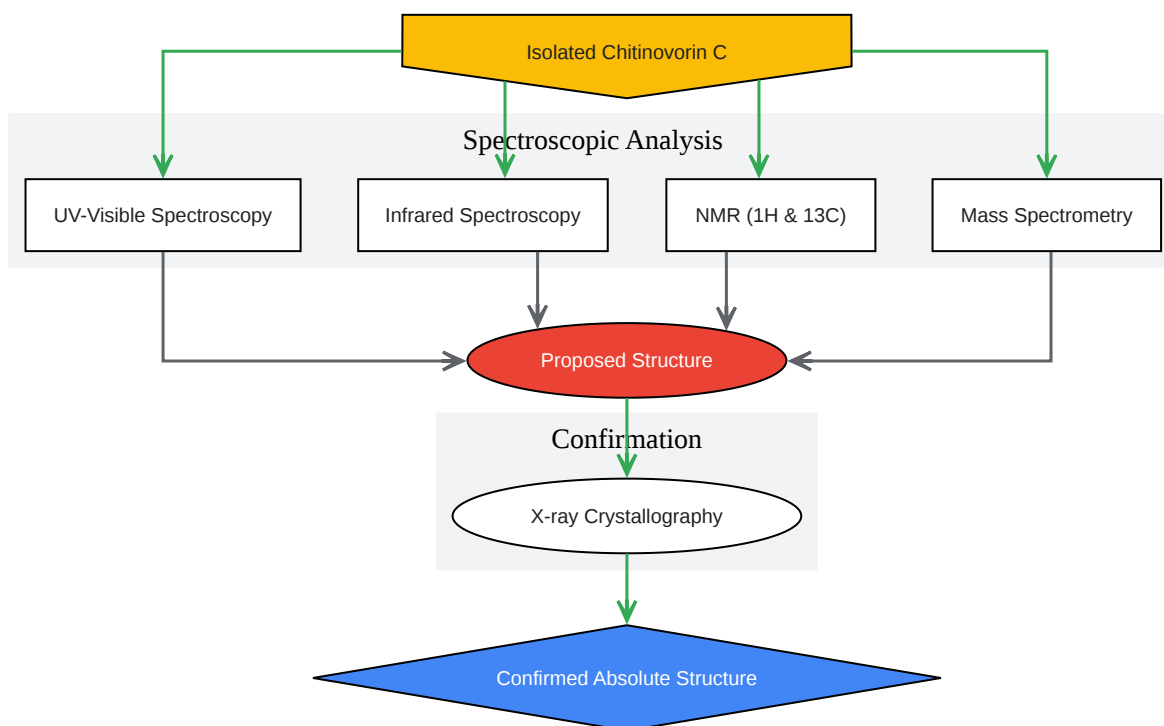 Isolated Chitinovorin C
Spectroscopic Analysis
UV-Visible Spectroscopy
Infrared Spectroscopy
NMR (1H & 13C)
Mass Spectrometry
Proposed Structure
Confirmation
X-ray Crystallography
Confirmed Absolute Structure